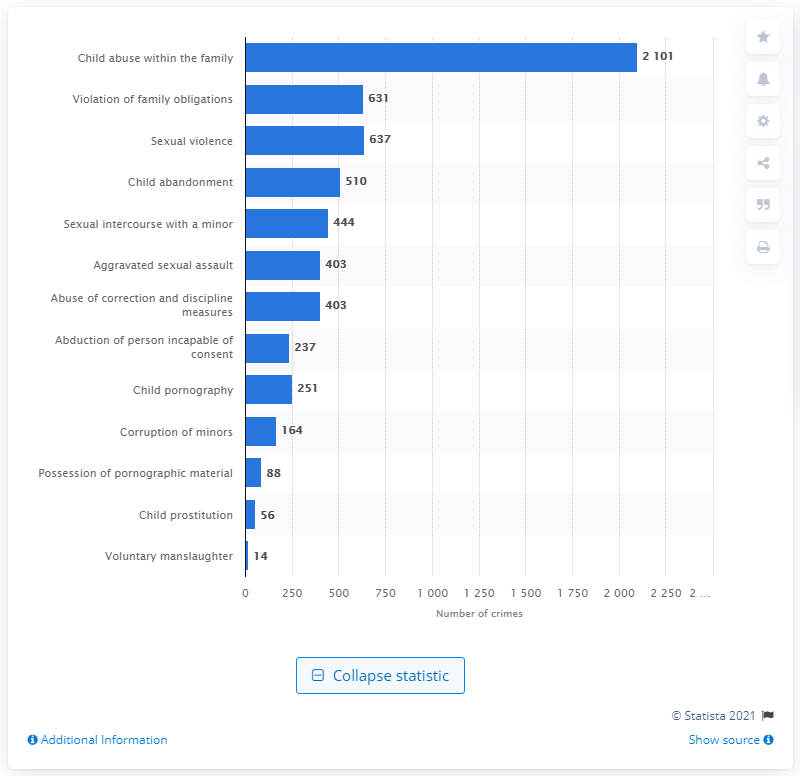 Child abuse within the family 2 101
Violation of family obligations 631
Sexual violence 637
Child abandonment 510
Sexual intercourse with a minor 444
Aggravated sexual assault 403
Abuse of correction and discipline
measures 403
Abduction of person incapable of
consent 237
Child pornography 251
Corruption of minors 164
Possession of pornographic material 88
Child prostitution 56
Voluntary manslaughter 14
0 250 500 750 1 000 1 250 1 500 1 750 2 000 2 250 2 ...
Number of crimes
Collapse statistic
© Statista 2021
Additional Information
Show source